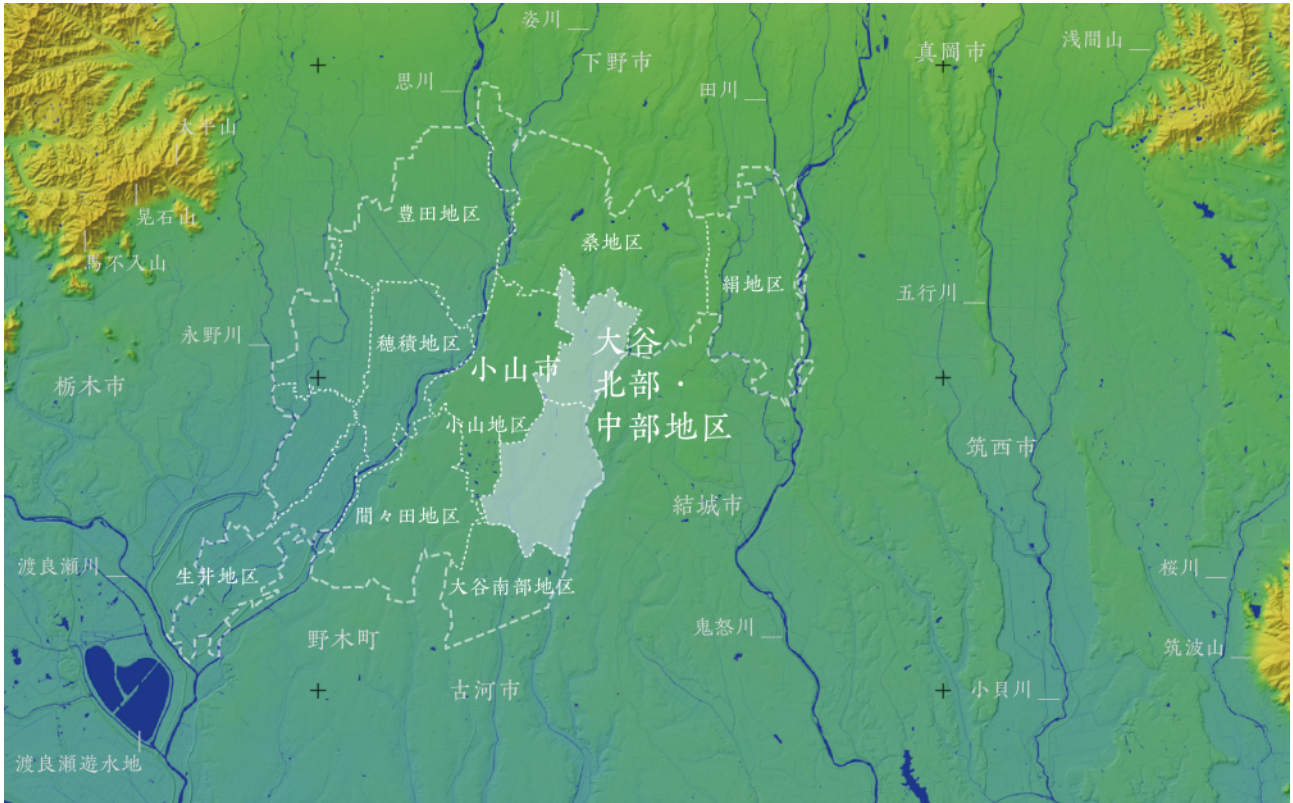 姿川
下野市
真岡市
浅間山
思川
田川
太平山
晃石山
馬不入山
豊田地区
桑地区
絹地区
五行川
永野川
穂積地区
小山市
大谷
北部・
中部地区
栃木市
小山地区
筑西市
結城市
間々田地区
渡良瀬川
生井地区
大谷南部地区
桜川
野木町
鬼怒川
筑波山
古河市
小貝川
渡良瀬遊水地